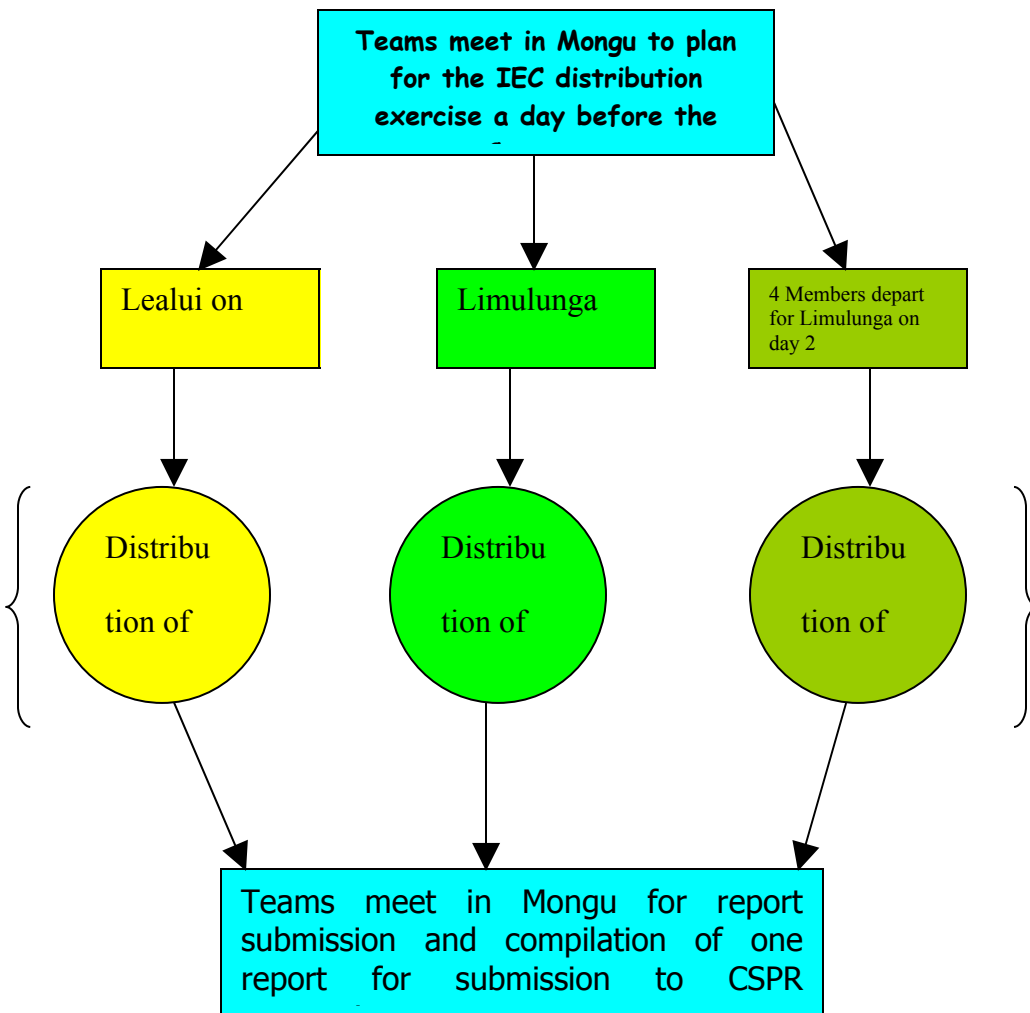 Teams meet in Mongu to plan
for the IEC distribution
exercise a day before the
Lealui on
Limulunga
4 Members depart
for Limulunga on
day 2
Distribu
tion of
Distribu
tion of
Distribu
tion of
Teams meet in Mongu for report
submission and compilation of one
report for submission to CSPR